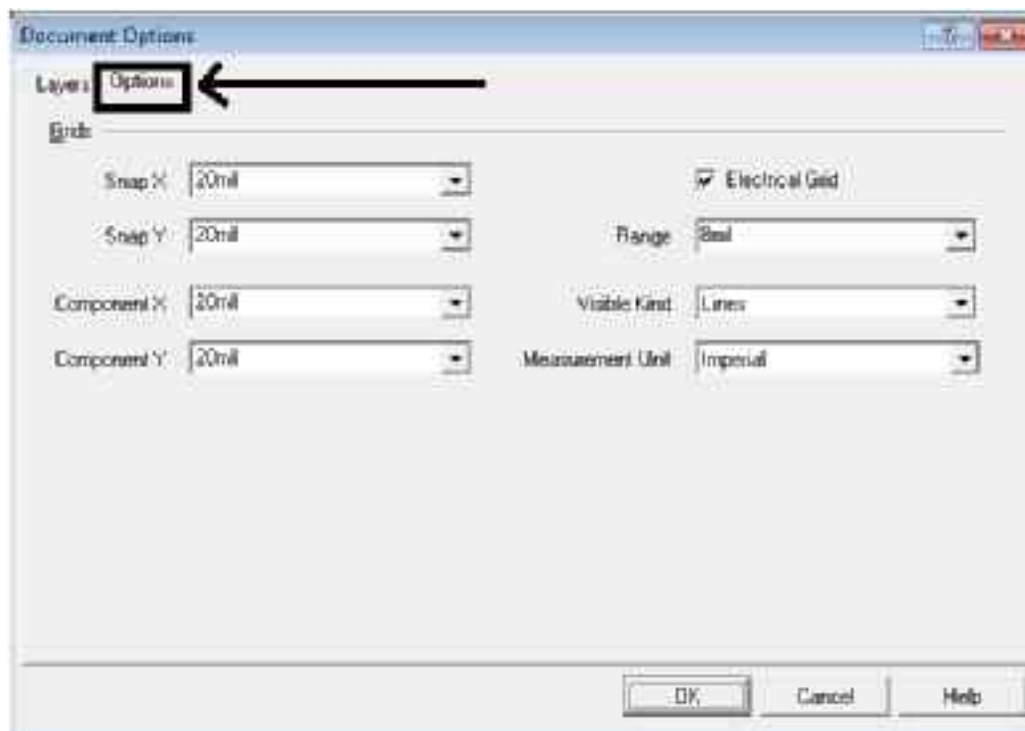 Document Options
Layers Options
Grids
Snap X 20mil Electrical Grid
Snap Y 20mil Range 8mil
Component X 20mil Visible Kind Lines
Component Y 20mil Measurement Unit Imperial
OK Cancel Help